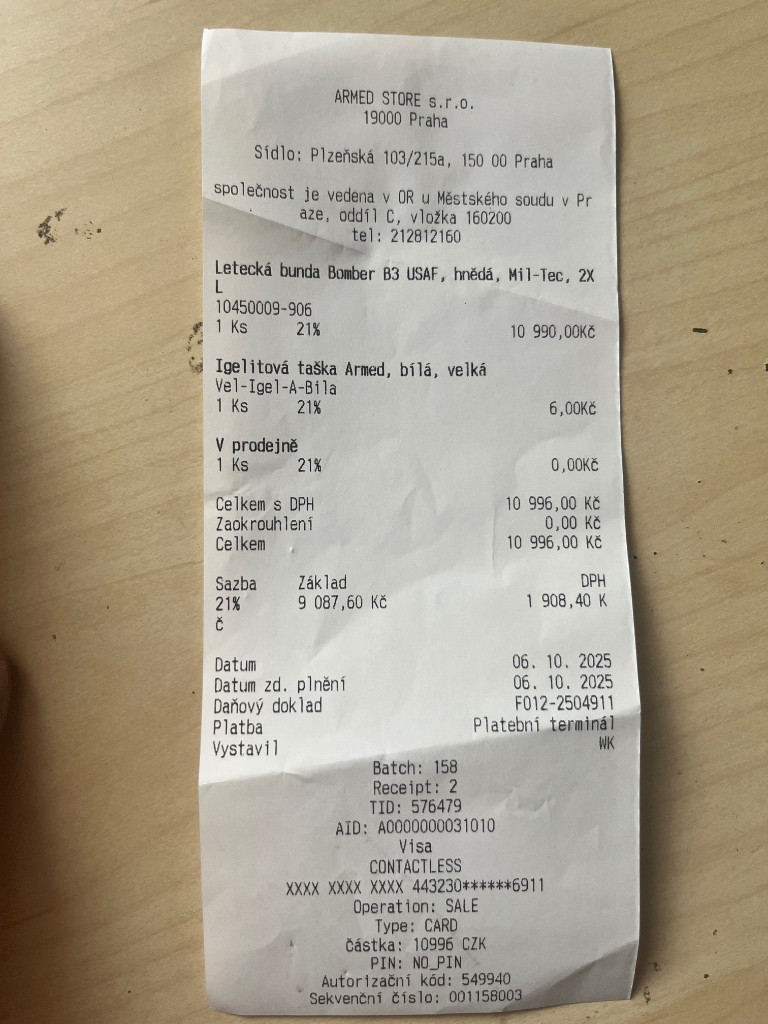 ARMED STORE s.r.o.
19000 Praha
Sídlo: Plzeňská 103/215a, 150 00 Praha
společnost je vedena v OR u Městského soudu v Pr
aze, oddíl C, vložka 160200
tel: 212812160
Letecká bunda Bomber B3 USAF, hnědá, Mil-Tec, 2X
L
10450009-906
1 Ks 21% 10 990,00Kč
Igelitová taška Armed, bílá, velká
Vel-Igel-A-Bila
1 Ks 21% 6,00Kč
V prodejně
1 Ks 21% 0,00Kč
Celkem s DPH 10 996,00 Kč
Zaokrouhlení 0,00 Kč
Celkem 10 996,00 Kč
Sazba Základ DPH
21% 9 087,60 Kč 1 908,40 K
č
Datum 06. 10. 2025
Datum zd. plnění 06. 10. 2025
Daňový doklad F012-2504911
Platba Platební terminál
Vystavil WK
Batch: 158
Receipt: 2
TID: 576479
AID: A0000000031010
Visa
CONTACTLESS
XXXX XXXX XXXX 443230******6911
Operation: SALE
Type: CARD
částka: 10996 CZK
PIN: NO_PIN
Autorizační kód: 549940
Sekvenční číslo: 001158003